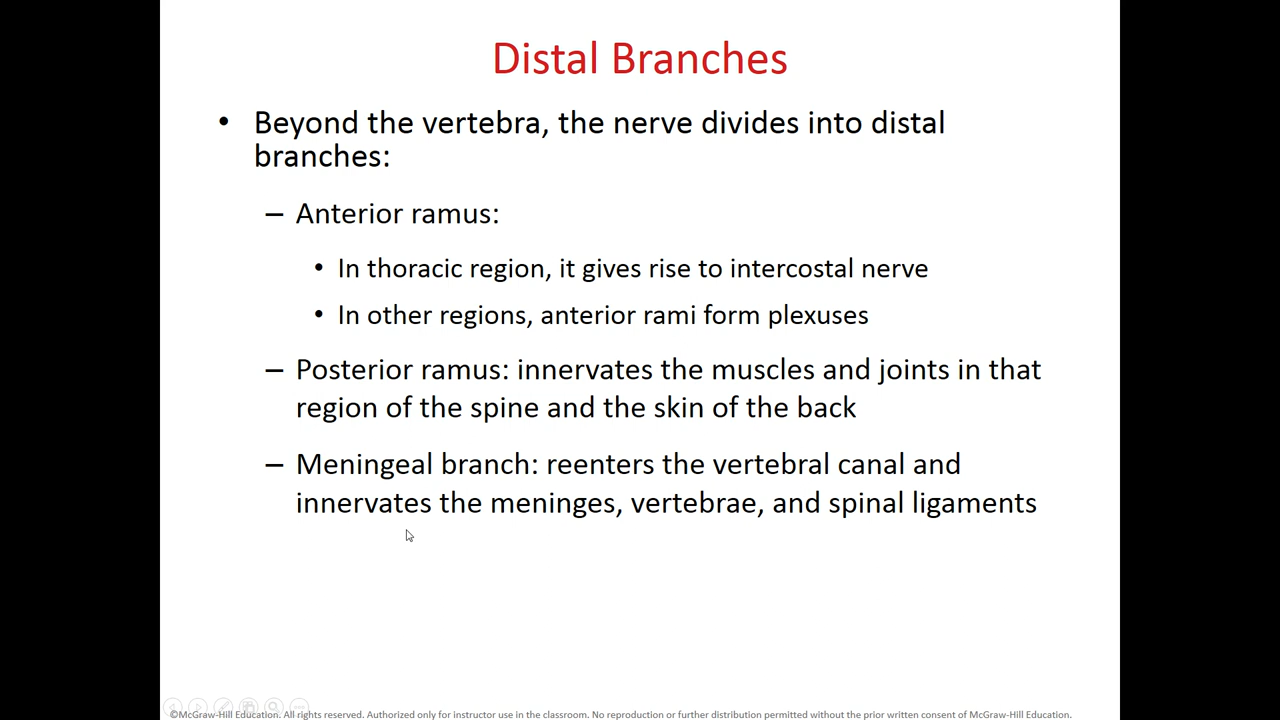 Distal Branches
• Beyond the vertebra, the nerve divides into distal
branches:
– Anterior ramus:
• In thoracic region, it gives rise to intercostal nerve
• In other regions, anterior rami form plexuses
– Posterior ramus: innervates the muscles and joints in that
region of the spine and the skin of the back
– Meningeal branch: reenters the vertebral canal and
innervates the meninges, vertebrae, and spinal ligaments
©McGraw-Hill Education. All rights reserved. Authorized only for instructor use in the classroom. No reproduction or further distribution permitted without the prior written consent of McGraw-Hill Education.